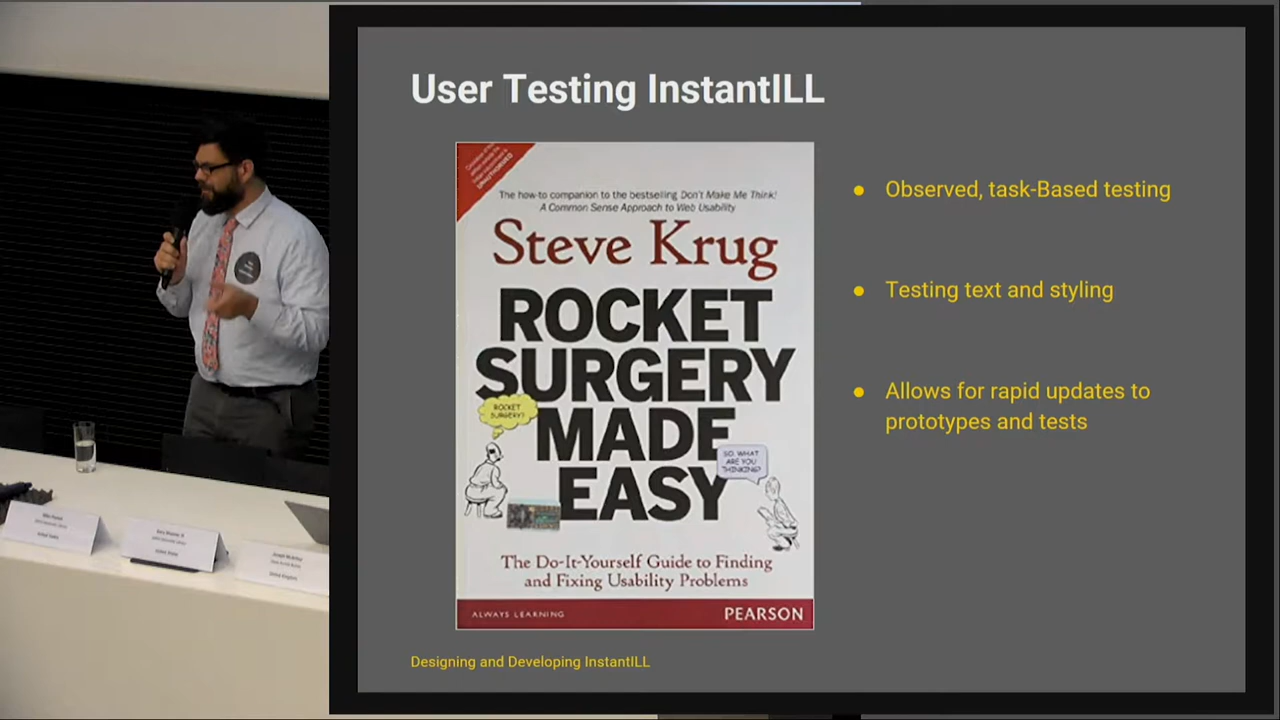 User Testing InstantILL
UNAUTHORIZED
The how-to companion to the bestselling Don't Make Me Think!
A Common Sense Approach to Web Usability
Steve Krug
ROCKET
SURGERY
MADE
EASY
ROCKET
SURGERY?
SO, WHAT
ARE YOU
THINKING?
The Do-It-Yourself Guide to Finding
and Fixing Usability Problems
ALWAYS LEARNING
PEARSON
● Observed, task-Based testing
● Testing text and styling
● Allows for rapid updates to
prototypes and tests
Designing and Developing InstantILL